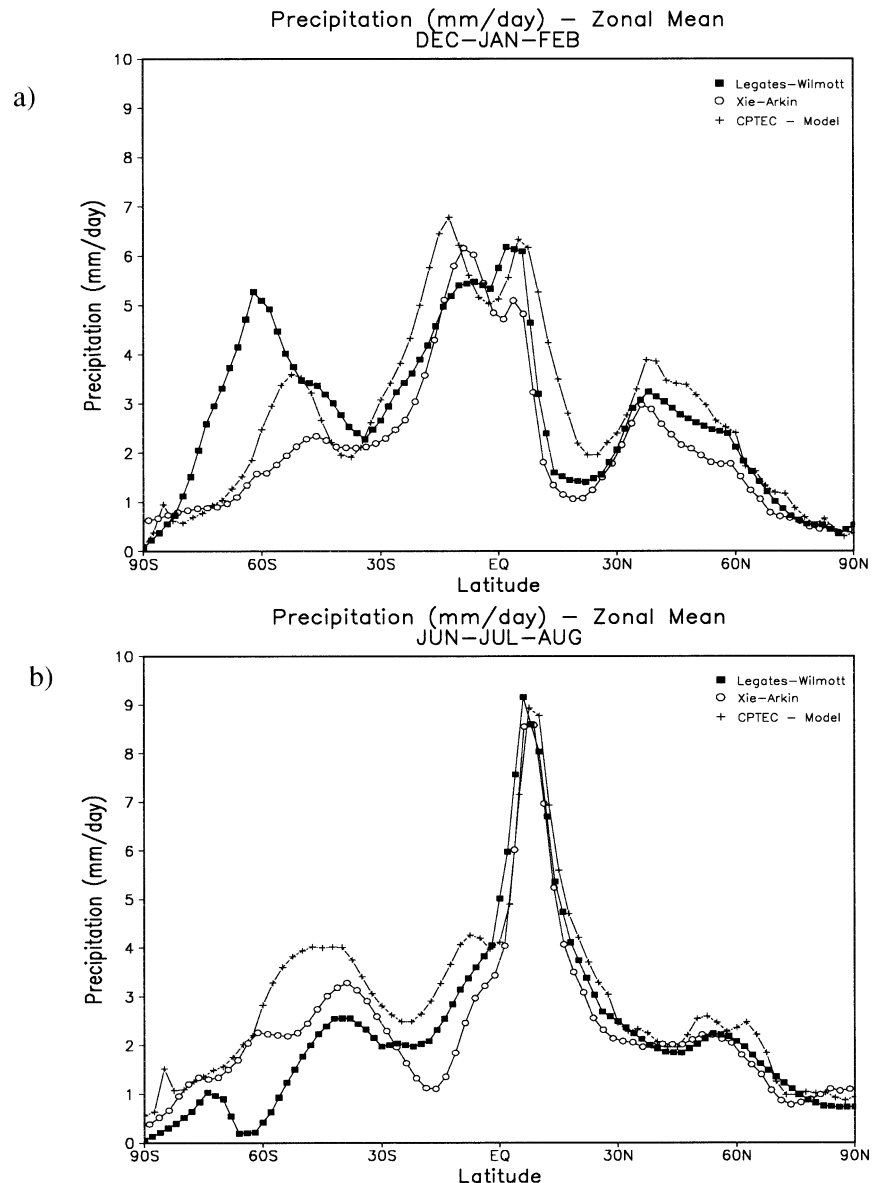 Precipitation (mm/day) – Zonal Mean
DEC–JAN–FEB
a)
Legates–Wilmott
Xie–Arkin
CPTEC – Model
Precipitation (mm/day)
10
9
8
7
6
5
4
3
2
1
0
90S 60S 30S EQ 30N 60N 90N
Latitude
Precipitation (mm/day) – Zonal Mean
JUN–JUL–AUG
b)
Legates–Wilmott
Xie–Arkin
CPTEC – Model
Precipitation (mm/day)
10
9
8
7
6
5
4
3
2
1
0
90S 60S 30S EQ 30N 60N 90N
Latitude